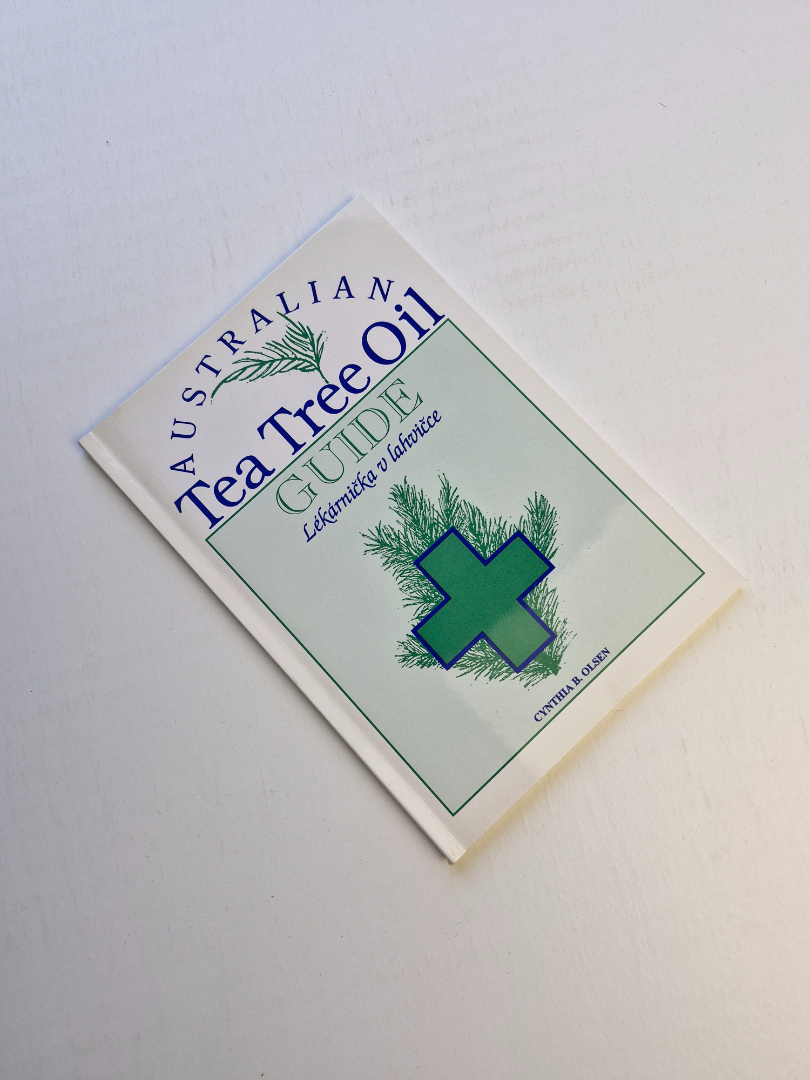 AUSTRALIAN
Tea Tree Oil
GUIDE
Lékárnička v lahvičce
CYNTHIA B. OLSEN